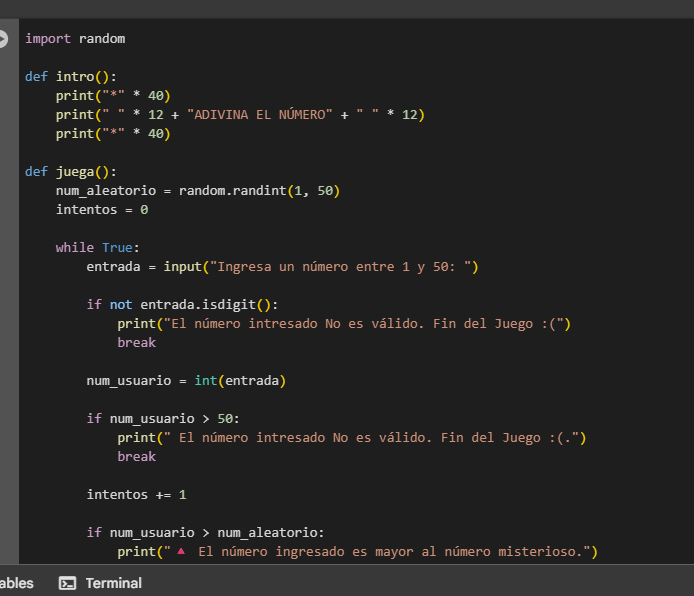 import random
def intro():
print("*" * 40)
print(" " * 12 + "ADIVINA EL NÚMERO" + " " * 12)
print("*" * 40)
def juega():
num_aleatorio = random.randint(1, 50)
intentos = 0
while True:
entrada = input("Ingresa un número entre 1 y 50: ")
if not entrada.isdigit():
print("El número intresado No es válido. Fin del Juego :(")
break
num_usuario = int(entrada)
if num_usuario > 50:
print(" El número intresado No es válido. Fin del Juego :(.")
break
intentos += 1
if num_usuario > num_aleatorio:
print("🔺 El número ingresado es mayor al número misterioso.")
ables Terminal